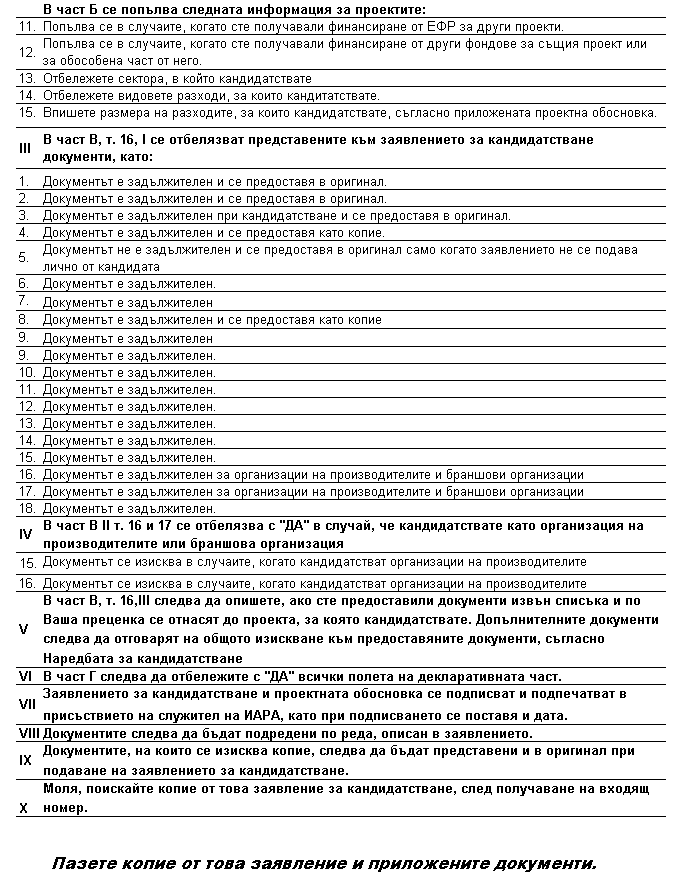 В част Б се попълва следната информация за проектите:
11. Попълва се в случаите, когато сте получавали финансиране от ЕФР за други проекти.
12. Попълва се в случаите, когато сте получавали финансиране от други фондове за същия проект или
за обособена част от него.
13. Отбележете сектора, в който кандидатствате
14. Отбележете видовете разходи, за които кандитатствате.
15. Впишете размера на разходите, за които кандидатствате, съгласно приложената проектна обосновка.
III В част В, т. 16, I се отбелязват представените към заявлението за кандидатстване
документи, като:
1. Документът е задължителен и се предоставя в оригинал.
2. Документът е задължителен и се предоставя в оригинал.
3. Документът е задължителен при кандидатстване и се предоставя в оригинал.
4. Документът е задължителен и се предоставя като копие.
5. Документът не е задължителен и се предоставя в оригинал само когато заявлението не се подава
лично от кандидата
6. Документът е задължителен.
7. Документът е задължителен
8. Документът е задължителен и се предоставя като копие
9. Документът е задължителен
9. Документът е задължителен.
10. Документът е задължителен.
11. Документът е задължителен.
12. Документът е задължителен.
13. Документът е задължителен.
14. Документът е задължителен.
15. Документът е задължителен.
16. Документът е задължителен за организации на производителите и браншови организации
17. Документът е задължителен за организации на производителите и браншови организации
18. Документът е задължителен.
IV В част В II т. 16 и 17 се отбелязва с "ДА" в случай, че кандидатствате като организация на
производителите или браншова организация
15. Документът се изисква в случаите, когато кандидатстват организации на производителите
16. Документът се изисква в случаите, когато кандидатстват организации на производителите
V В част В, т. 16,III следва да опишете, ако сте предоставили документи извън списъка и по
Ваша преценка се отнасят до проекта, за която кандидатствате. Допълнителните документи
следва да отговарят на общото изискване към предоставяните документи, съгласно
Наредбата за кандидатстване
VI В част Г следва да отбележите с "ДА" всички полета на декларативната част.
VII Заявлението за кандидатстване и проектната обосновка се подписват и подпечатват в
присъствието на служител на ИАРА, като при подписването се поставя и дата.
VIII Документите следва да бъдат подредени по реда, описан в заявлението.
IX Документите, на които се изисква копие, следва да бъдат представени и в оригинал при
подаване на заявлението за кандидатстване.
X Моля, поискайте копие от това заявление за кандидатстване, след получаване на входящ
номер.
Пазете копие от това заявление и приложените документи.